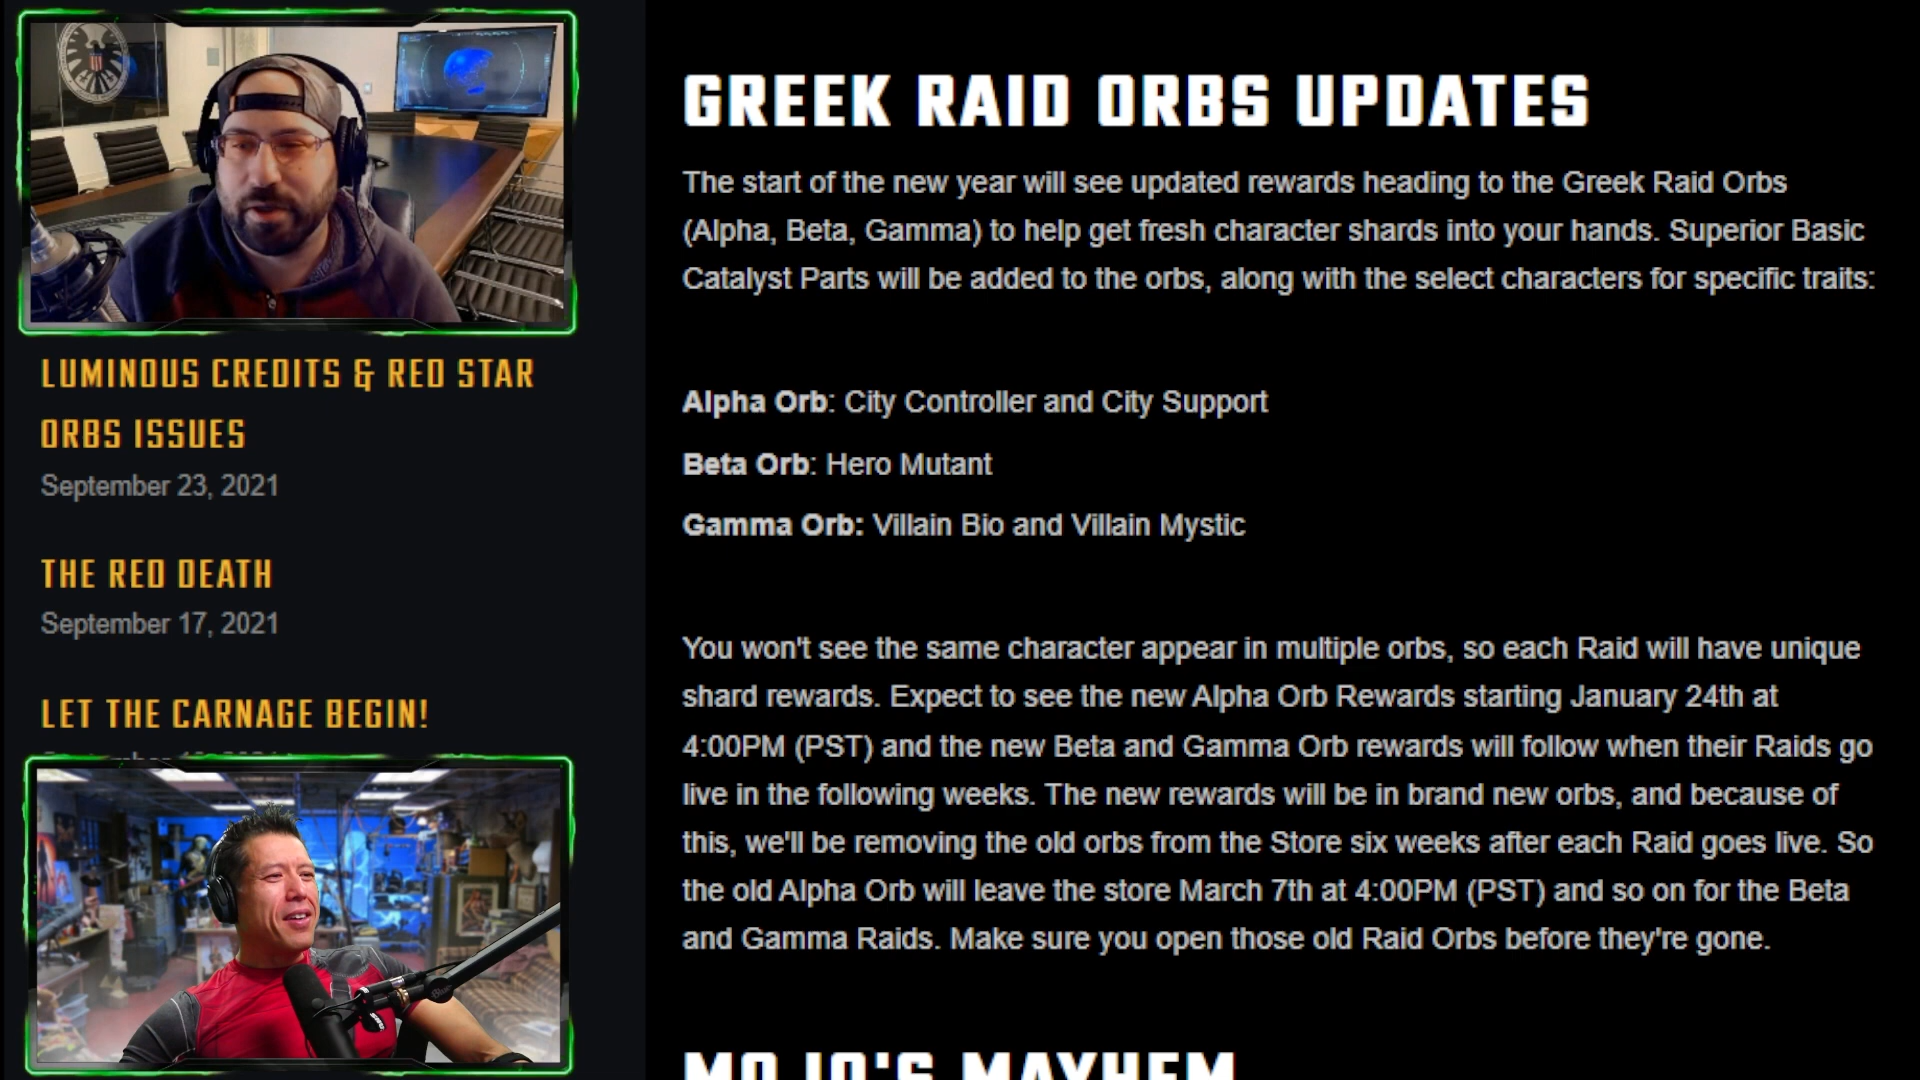 LUMINOUS CREDITS & RED STAR
ORBS ISSUES
September 23, 2021
THE RED DEATH
September 17, 2021
LET THE CARNAGE BEGIN!
GREEK RAID ORBS UPDATES
The start of the new year will see updated rewards heading to the Greek Raid Orbs
(Alpha, Beta, Gamma) to help get fresh character shards into your hands. Superior Basic
Catalyst Parts will be added to the orbs, along with the select characters for specific traits:
Alpha Orb: City Controller and City Support
Beta Orb: Hero Mutant
Gamma Orb: Villain Bio and Villain Mystic
You won't see the same character appear in multiple orbs, so each Raid will have unique
shard rewards. Expect to see the new Alpha Orb Rewards starting January 24th at
4:00PM (PST) and the new Beta and Gamma Orb rewards will follow when their Raids go
live in the following weeks. The new rewards will be in brand new orbs, and because of
this, we'll be removing the old orbs from the Store six weeks after each Raid goes live. So
the old Alpha Orb will leave the store March 7th at 4:00PM (PST) and so on for the Beta
and Gamma Raids. Make sure you open those old Raid Orbs before they're gone.
MOJO'S MAYHEM